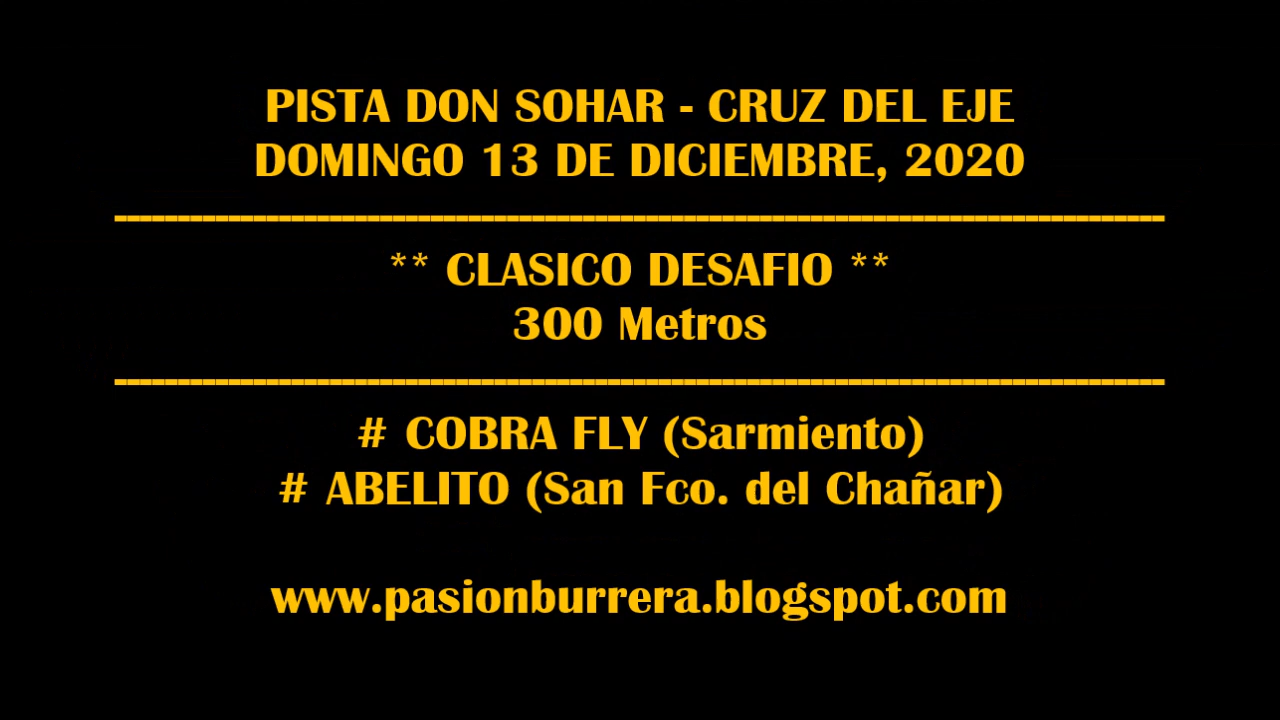 PISTA DON SOHAR - CRUZ DEL EJE
DOMINGO 13 DE DICIEMBRE, 2020
-----------------------------------------------------------------------------------
** CLASICO DESAFIO **
300 Metros
-----------------------------------------------------------------------------------
# COBRA FLY (Sarmiento)
# ABELITO (San Fco. del Chañar)
www.pasionburrera.blogspot.com